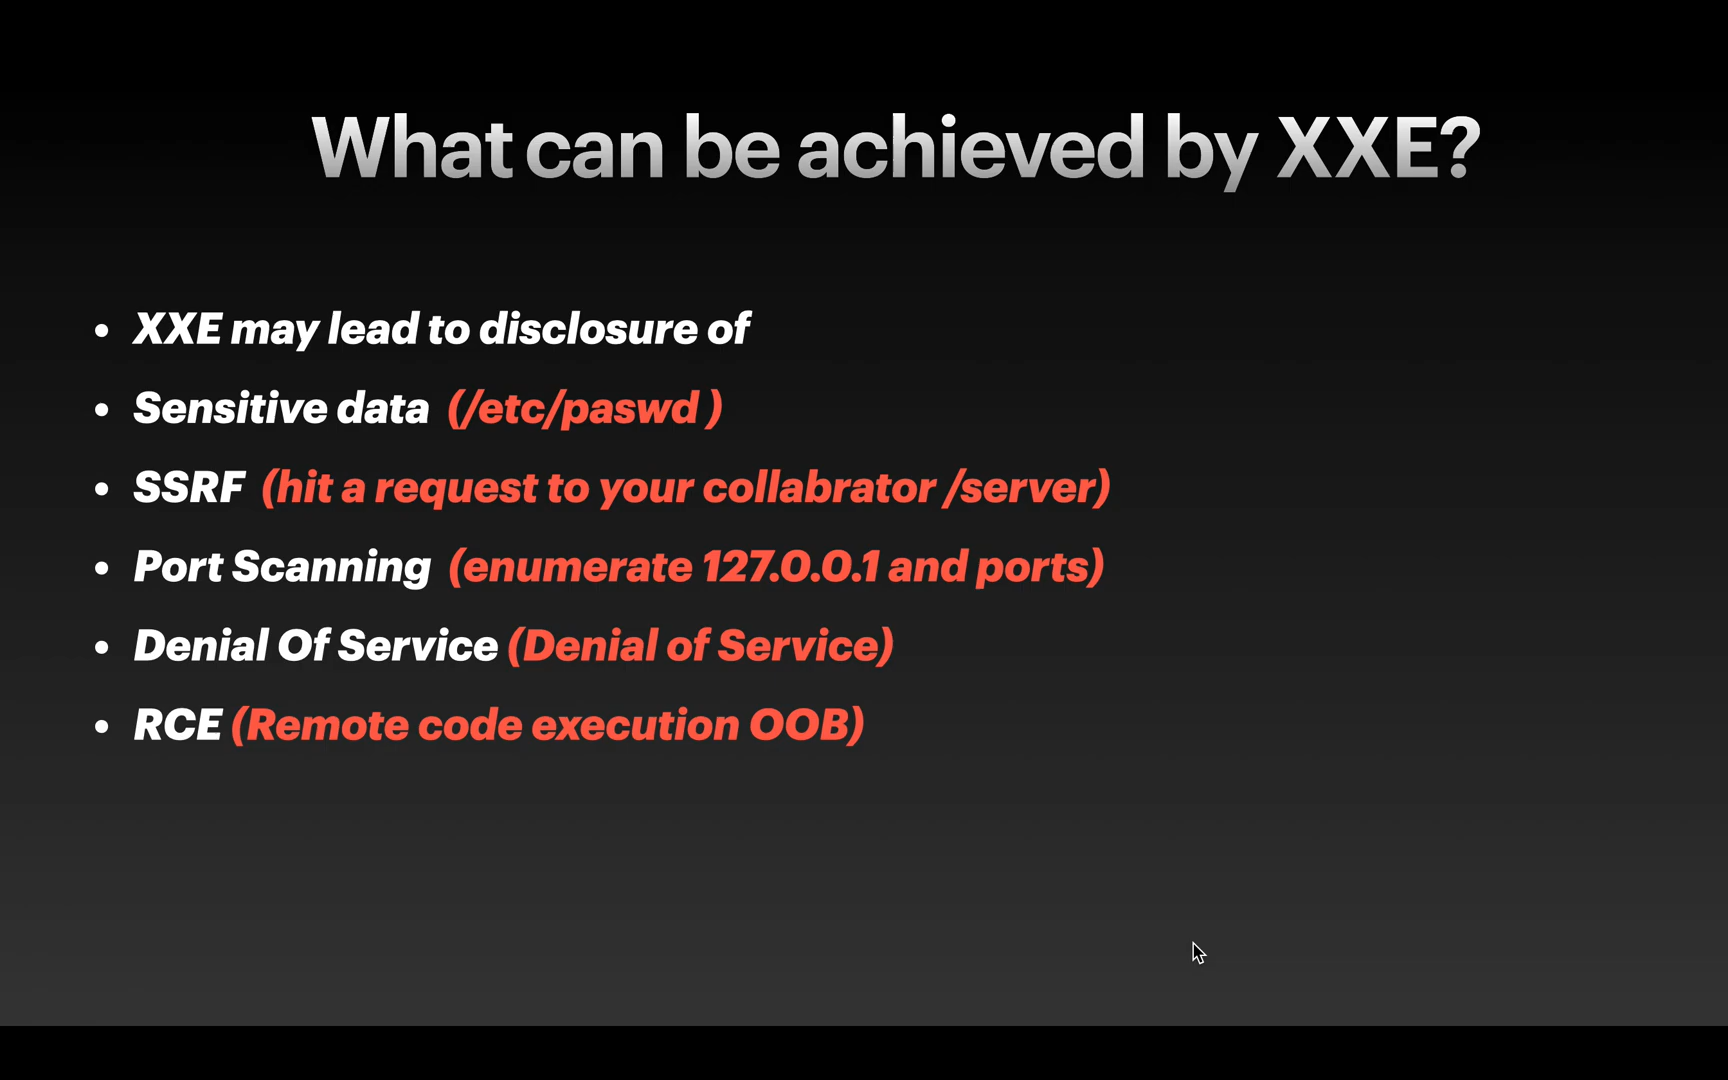 What can be achieved by XXE?
• XXE may lead to disclosure of
• Sensitive data (/etc/paswd )
• SSRF (hit a request to your collabrator /server)
• Port Scanning (enumerate 127.0.0.1 and ports)
• Denial Of Service (Denial of Service)
• RCE (Remote code execution OOB)